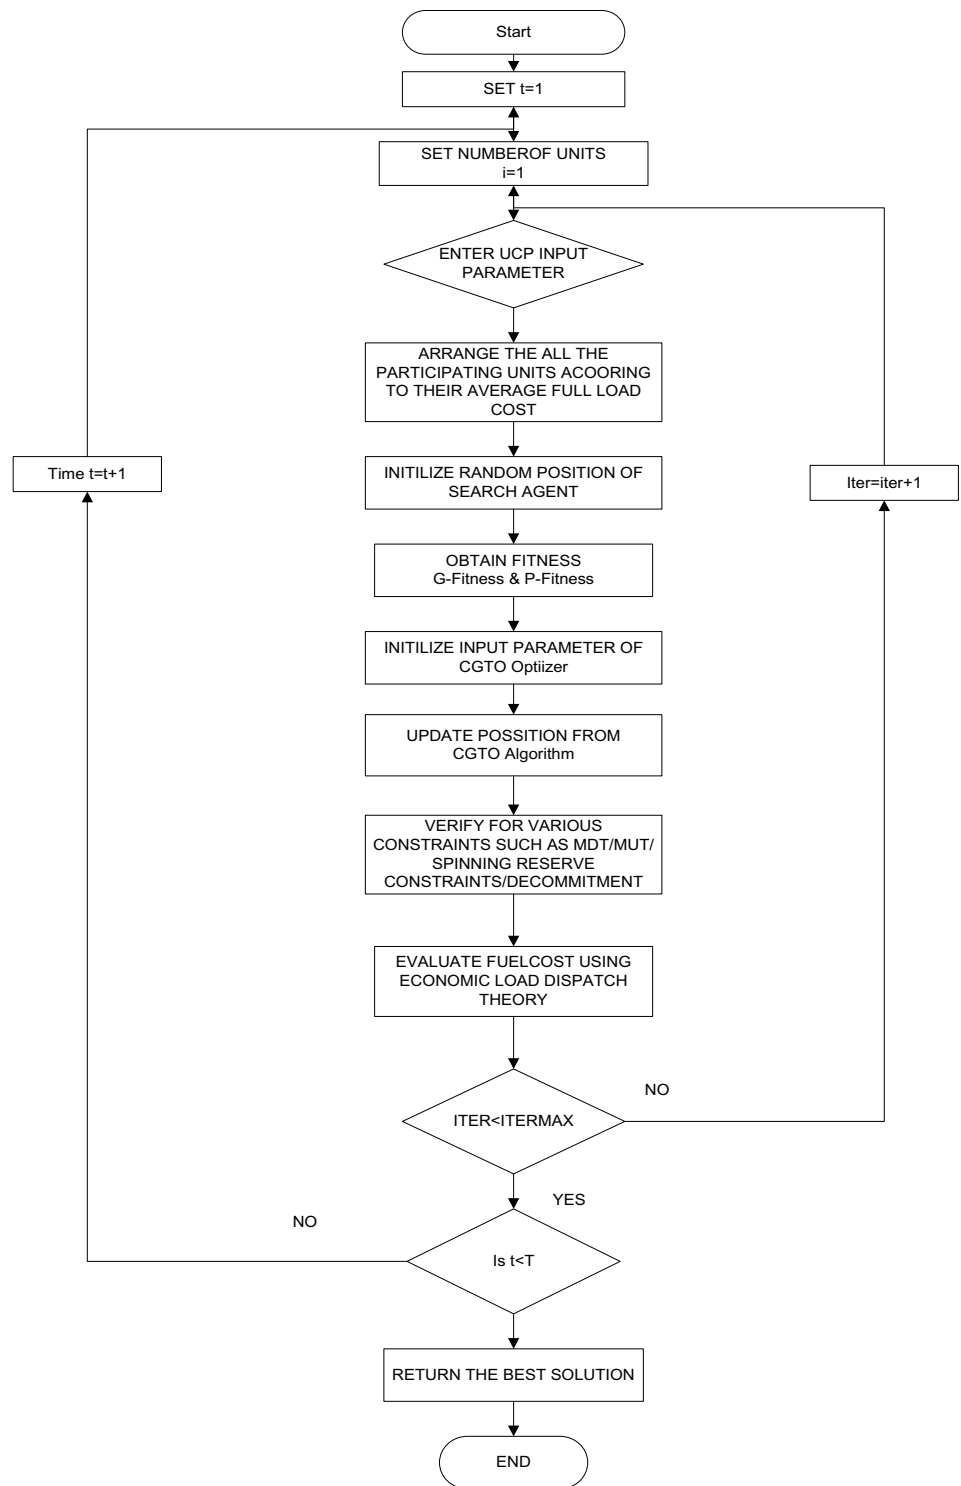 Start
SET t=1
SET NUMBEROF UNITS
i=1
ENTER UCP INPUT
PARAMETER
ARRANGE THE ALL THE
PARTICIPATING UNITS ACOORING
TO THEIR AVERAGE FULL LOAD
COST
Time t=t+1
INITILIZE RANDOM POSITION OF
SEARCH AGENT
Iter=iter+1
OBTAIN FITNESS
G-Fitness & P-Fitness
INITILIZE INPUT PARAMETER OF
CGTO Optiizer
UPDATE POSSITION FROM
CGTO Algorithm
VERIFY FOR VARIOUS
CONSTRAINTS SUCH AS MDT/MUT/
SPINNING RESERVE
CONSTRAINTS/DECOMMITMENT
EVALUATE FUELCOST USING
ECONOMIC LOAD DISPATCH
THEORY
ITER<ITERMAX
NO
YES
NO
Is t<T
RETURN THE BEST SOLUTION
END